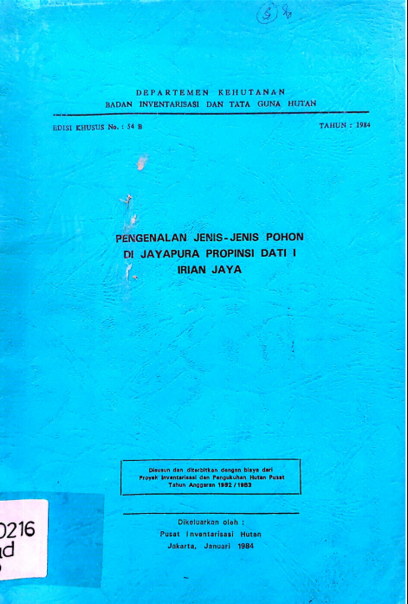 DEPARTEMEN KEHUTANAN
BADAN INVENTARISASI DAN TATA GUNA HUTAN
EDISI KHUSUS No. : 54 B
TAHUN : 1984
PENGENALAN JENIS-JENIS POHON
DI JAYAPURA PROPINSI DATI I
IRIAN JAYA
Disusun dan diterbitkan dengan biaya dari
Proyek Inventarisasi dan Pengukuhan Hutan Pusat
Tahun Anggaran 1982 / 1983
Dikeluarkan oleh :
Pusat Inventarisasi Hutan
Jakarta, Januari 1984
0216